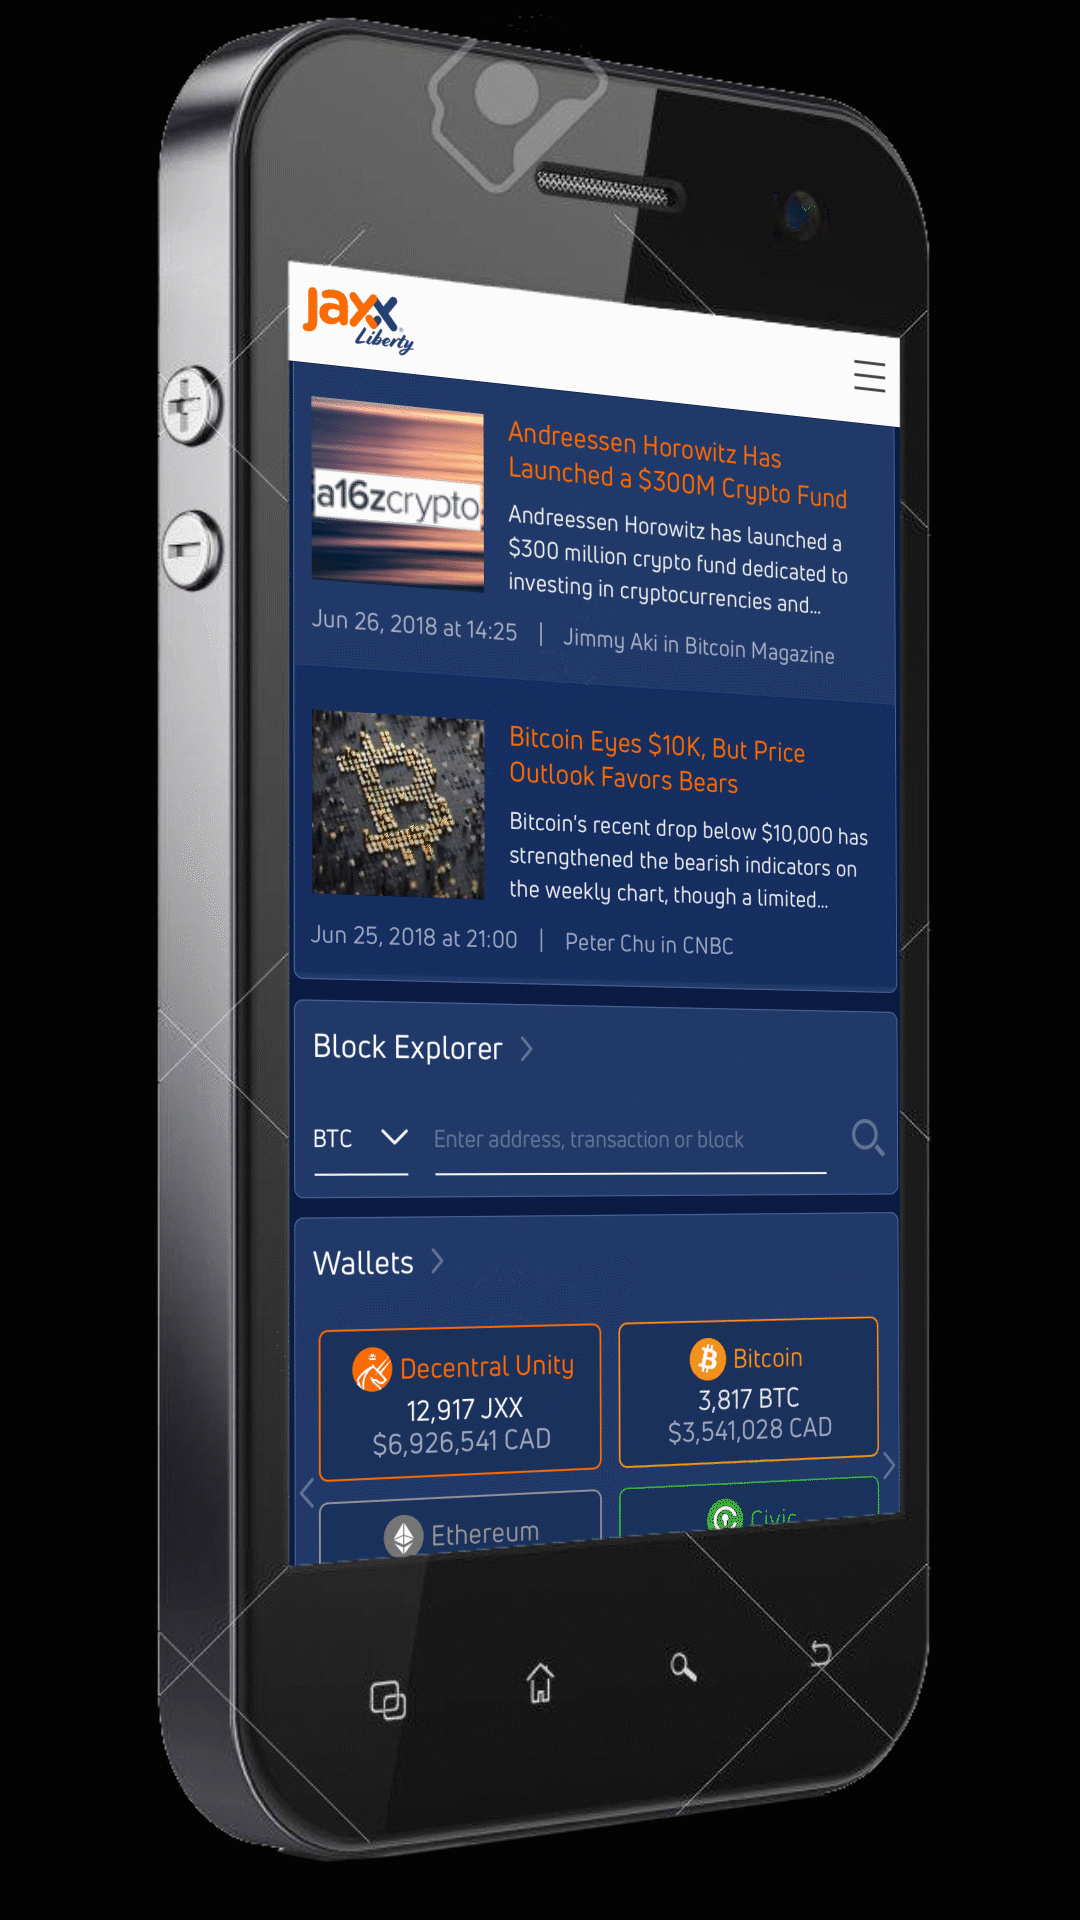 Jaxx
Liberty
a16zcrypto
Andreessen Horowitz Has
Launched a $300M Crypto Fund
Andreessen Horowitz has launched a
$300 million crypto fund dedicated to
investing in cryptocurrencies and...
Jun 26, 2018 at 14:25 | Jimmy Aki in Bitcoin Magazine
Bitcoin Eyes $10K, But Price
Outlook Favors Bears
Bitcoin's recent drop below $10,000 has
strengthened the bearish indicators on
the weekly chart, though a limited...
Jun 25, 2018 at 21:00 | Peter Chu in CNBC
Block Explorer
BTC Enter address, transaction or block
Wallets
Decentral Unity
12,917 JXX
$6,926,541 CAD
Bitcoin
3,817 BTC
$3,541,028 CAD
Ethereum
Civic